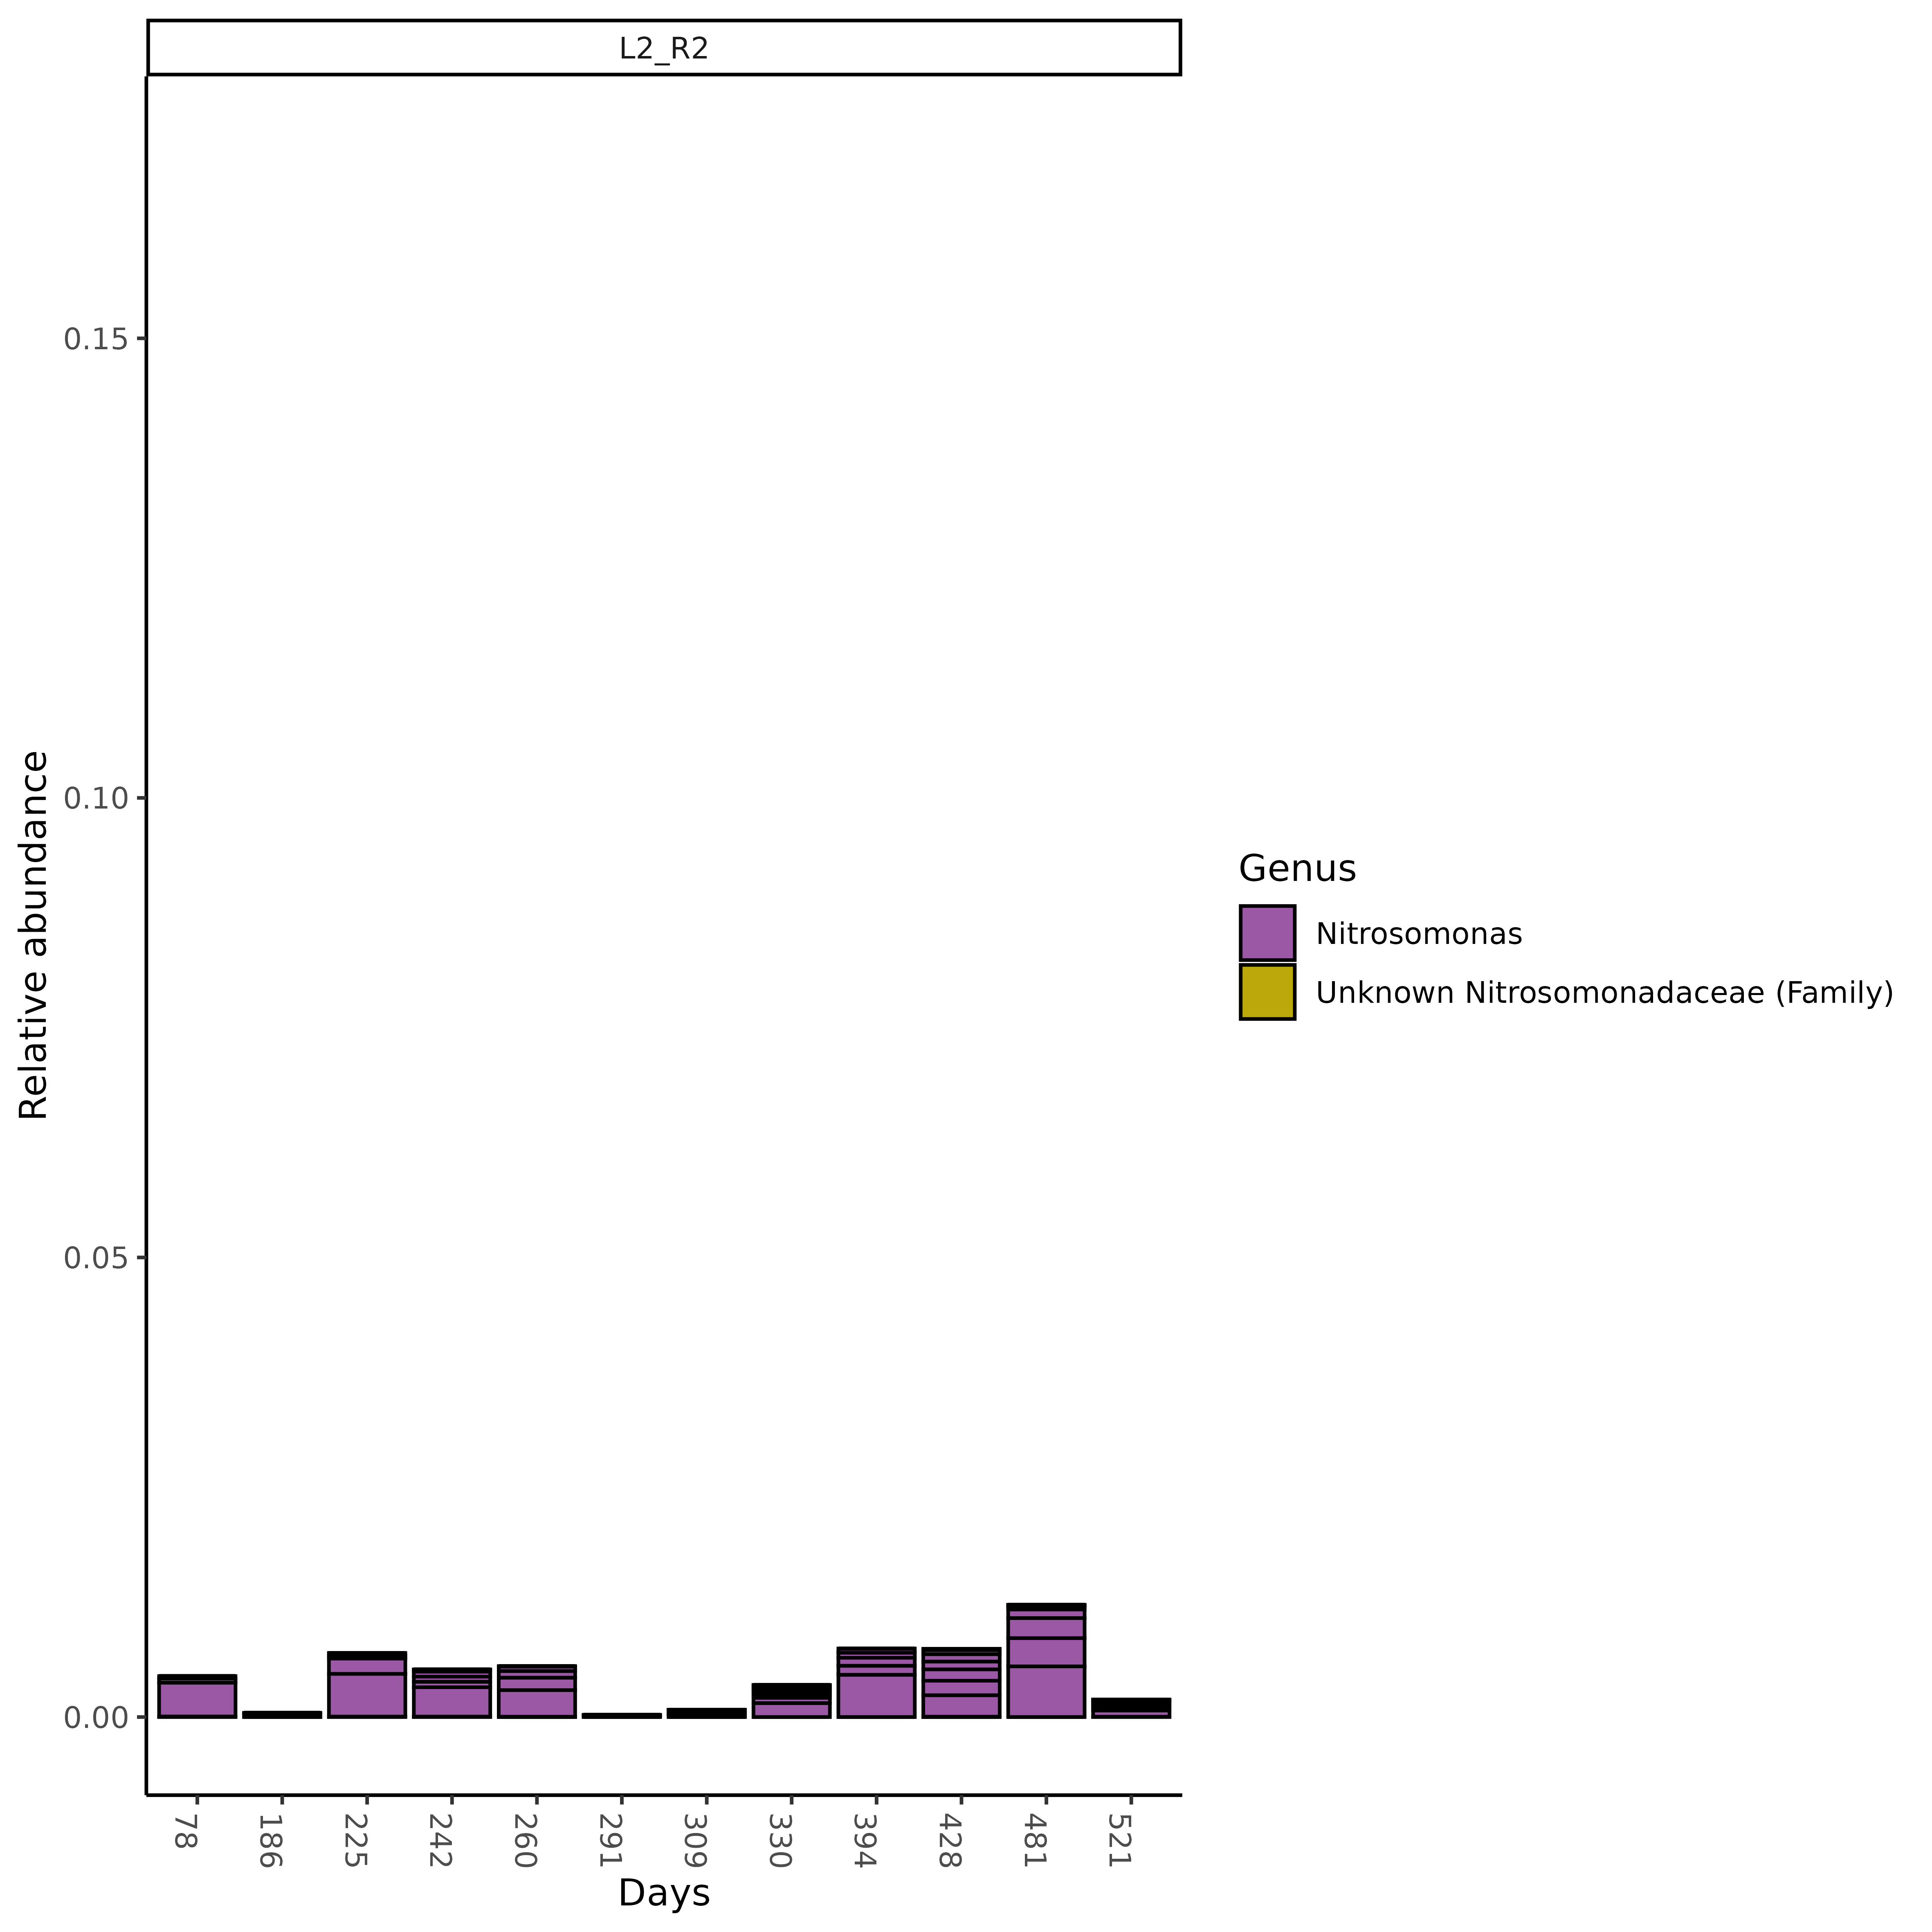 L2_R2
Relative abundance
0.15
0.10
0.05
0.00
78
186
225
242
260
291
309
330
394
428
481
521
Days
Genus
Nitrosomonas
Unknown Nitrosomonadaceae (Family)